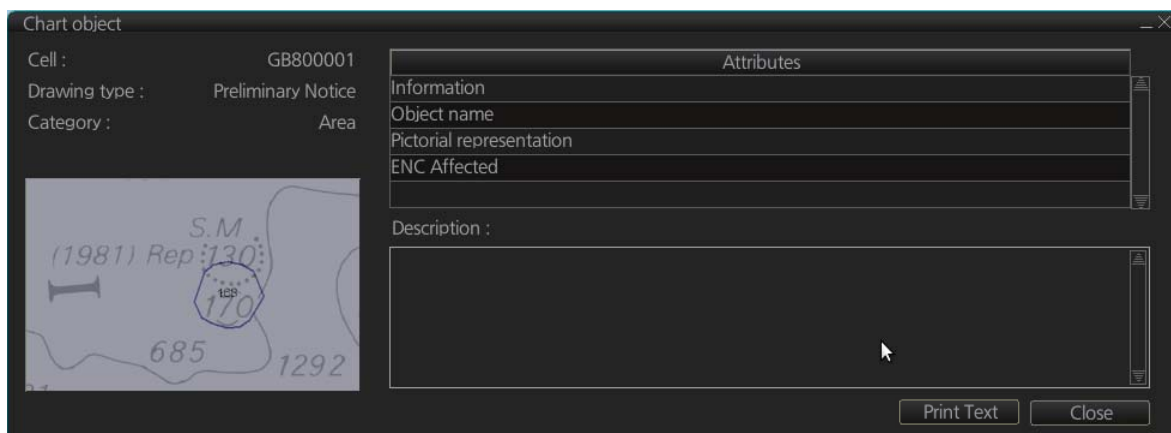 Chart object
Cell : GB800001
Drawing type : Preliminary Notice
Category : Area
Attributes
Information
Object name
Pictorial representation
ENC Affected
Description :
S.M
(1981) Rep 130
170
685
1292
Print Text
Close